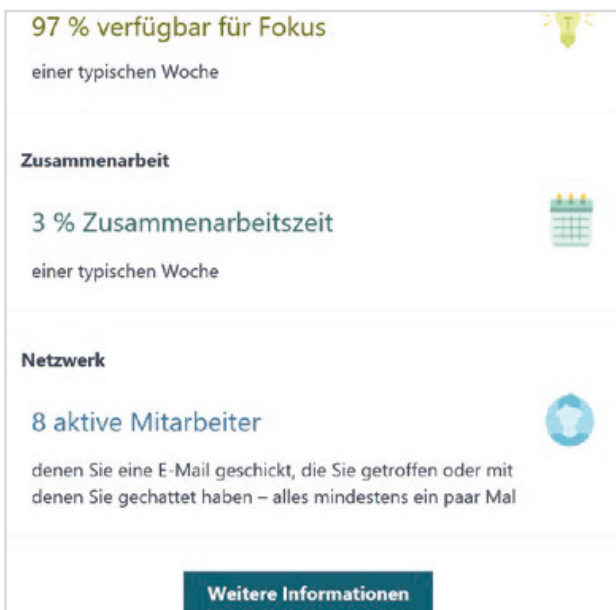 97 % verfügbar für Fokus
einer typischen Woche
Zusammenarbeit
3 % Zusammenarbeitszeit
einer typischen Woche
Netzwerk
8 aktive Mitarbeiter
denen Sie eine E-Mail geschickt, die Sie getroffen oder mit
denen Sie gechattet haben – alles mindestens ein paar Mal
Weitere Informationen